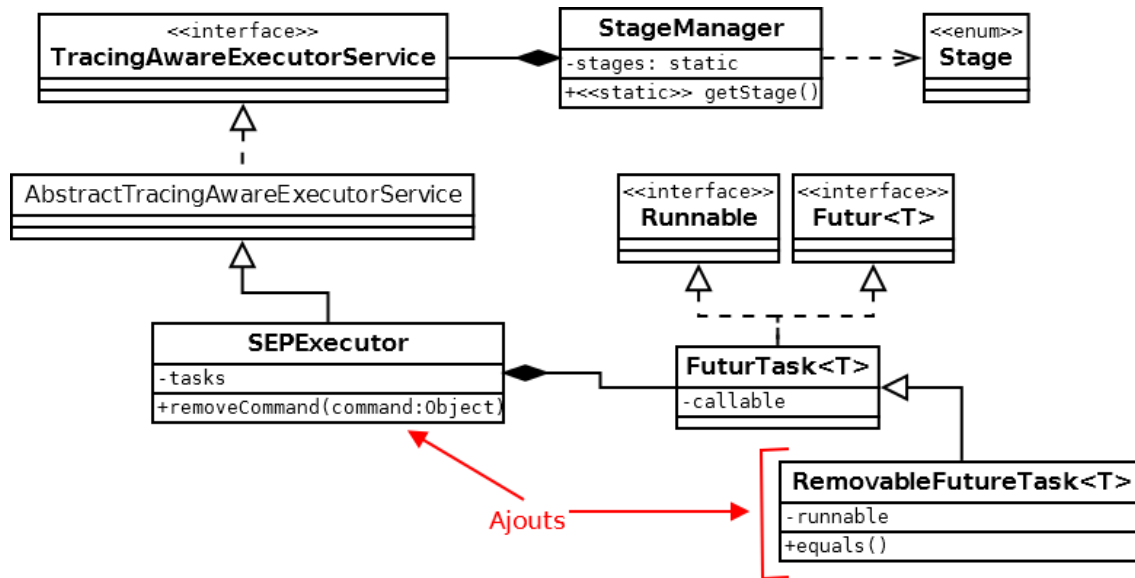 <<interface>>
TracingAwareExecutorService
StageManager
-stages: static
+<<static>> getStage()
<<enum>>
Stage
AbstractTracingAwareExecutorService
<<interface>>
Runnable
<<interface>>
Futur<T>
SEPExecutor
-tasks
+removeCommand(command:Object)
FuturTask<T>
-callable
RemovableFutureTask<T>
-runnable
+equals()
Ajouts